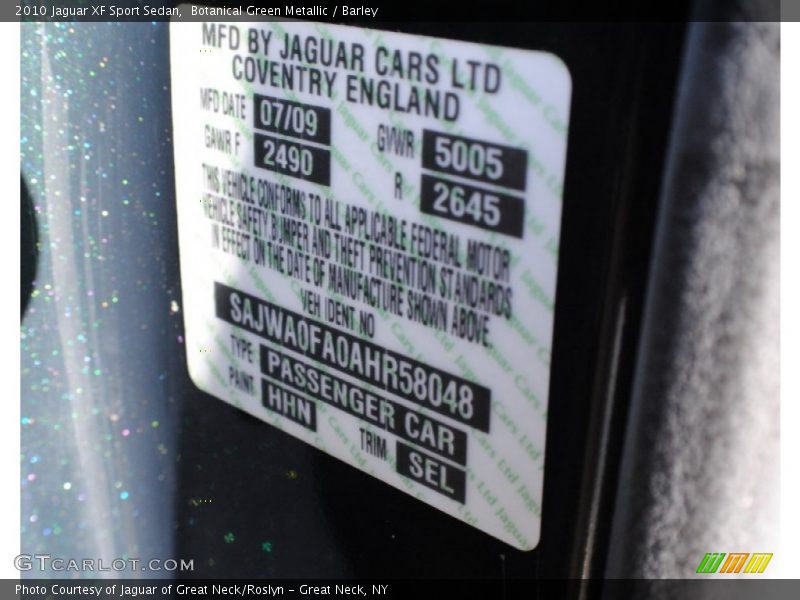 2010 Jaguar XF Sport Sedan, Botanical Green Metallic / Barley
MFD BY JAGUAR CARS LTD
COVENTRY ENGLAND
MFD DATE 07/09 GVWR 5005
GAWR F 2490 R 2645
THIS VEHICLE CONFORMS TO ALL APPLICABLE FEDERAL MOTOR
VEHICLE SAFETY, BUMPER AND THEFT PREVENTION STANDARDS
IN EFFECT ON THE DATE OF MANUFACTURE SHOWN ABOVE.
VEH IDENT NO
SAJWA0FA0AHR58048
TYPE PASSENGER CAR
PAINT HHN TRIM SEL
GTCARLOT.COM
Photo Courtesy of Jaguar of Great Neck/Roslyn - Great Neck, NY